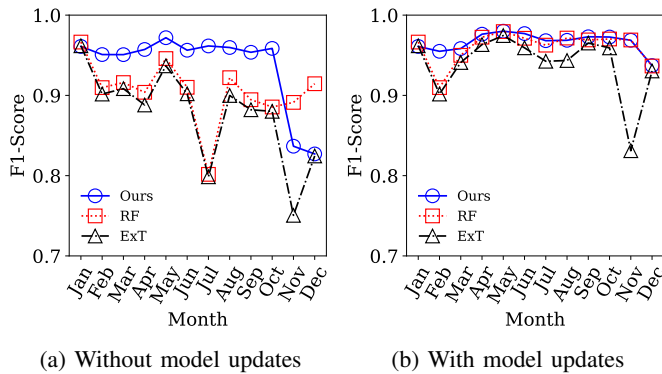 1.0
0.9
0.8
0.7
F1-Score
Ours
RF
ExT
Jan
Feb
Mar
Apr
May
Jun
Jul
Aug
Sep
Oct
Nov
Dec
Month
(a) Without model updates
1.0
0.9
0.8
0.7
F1-Score
Ours
RF
ExT
Jan
Feb
Mar
Apr
May
Jun
Jul
Aug
Sep
Oct
Nov
Dec
Month
(b) With model updates